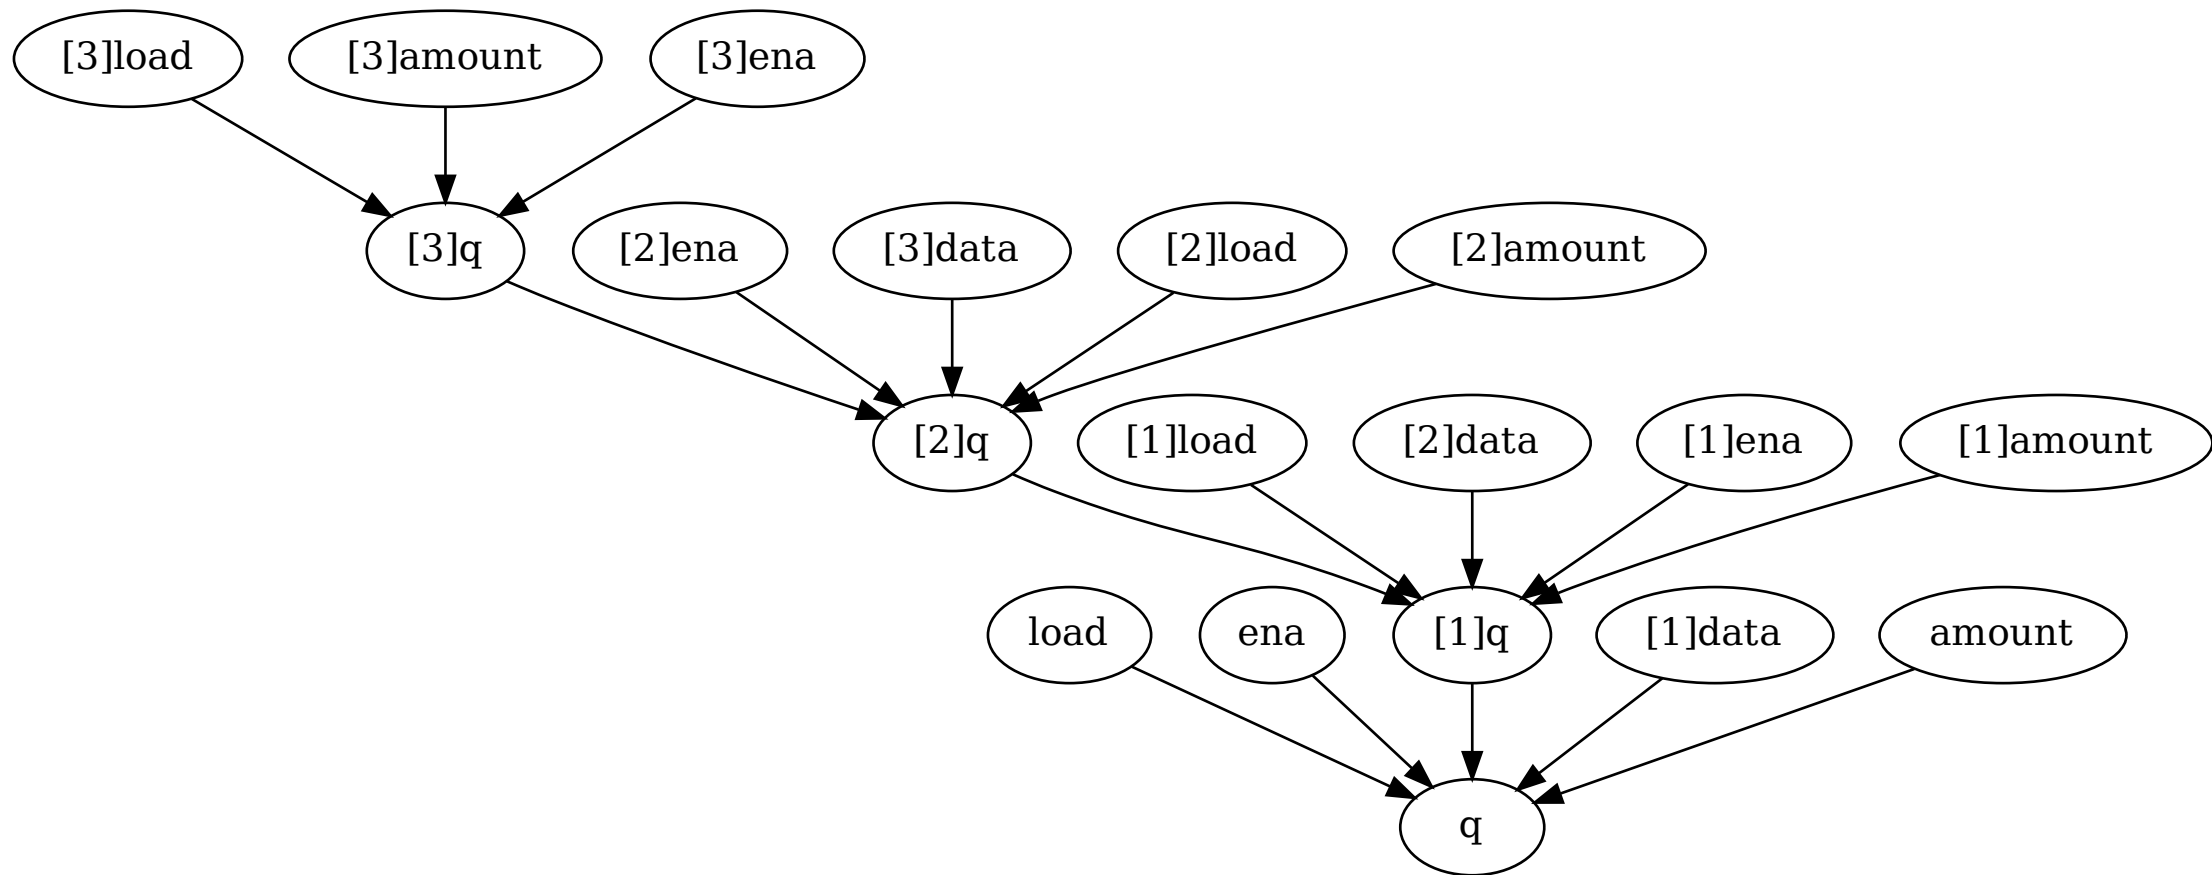 [3]load
[3]amount
[3]ena
[3]q
[2]ena
[3]data
[2]load
[2]amount
[2]q
[1]load
[2]data
[1]ena
[1]amount
load
ena
[1]q
[1]data
amount
q